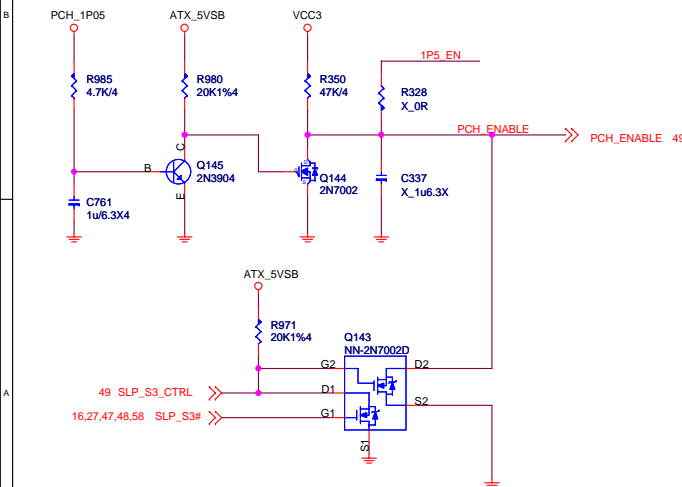 B
PCH_1P05
ATX_5VSB
VCC3
1P5_EN
R985
4.7K/4
R980
20K1%4
R350
47K/4
R328
X_0R
PCH_ENABLE
PCH_ENABLE 49
C
B
E
Q145
2N3904
Q144
2N7002
C337
X_1u6.3X
C761
1u/6.3X4
ATX_5VSB
R971
20K1%4
Q143
NN-2N7002D
G2
D2
A
49 SLP_S3_CTRL
D1
S2
16,27,47,48,58 SLP_S3#
G1
S1